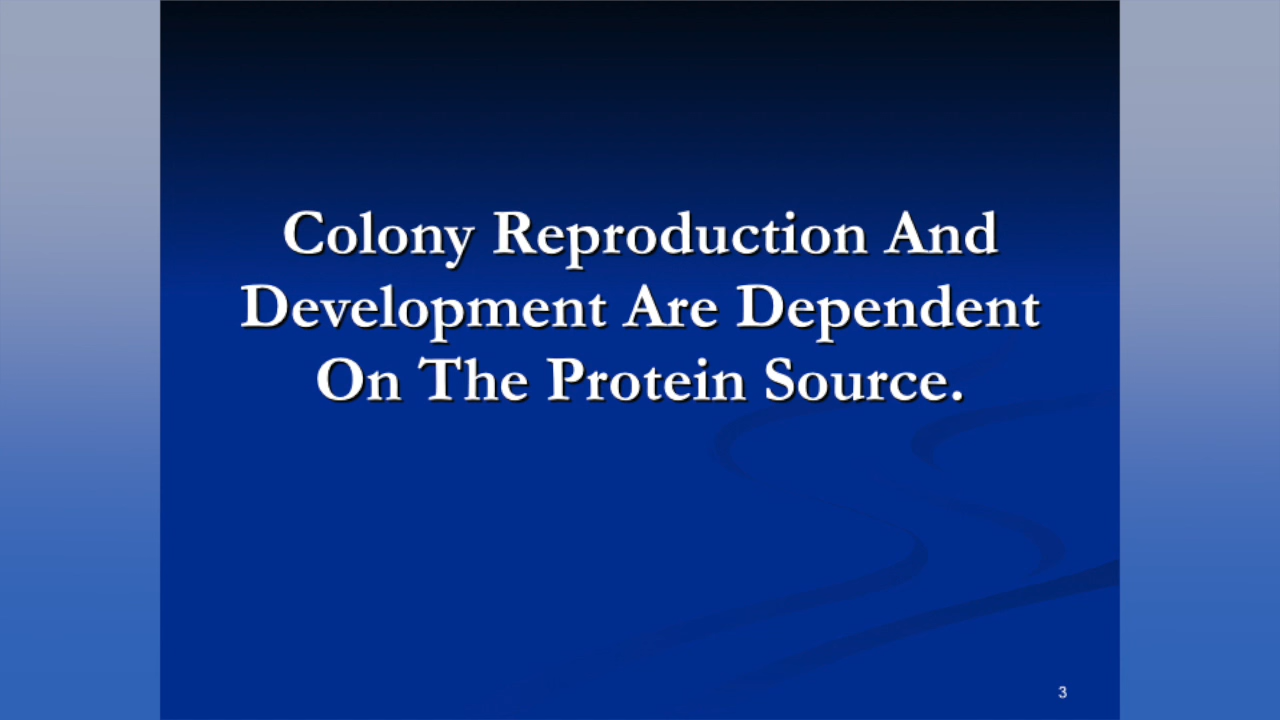 Colony Reproduction And
Development Are Dependent
On The Protein Source.
3